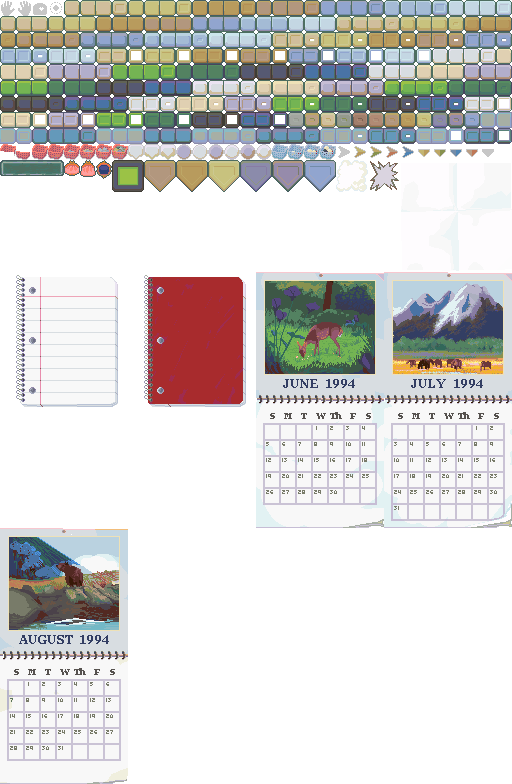 JUNE 1994
S M T W Th F S
1 2 3 4
5 6 7 8 9 10 11
12 13 14 15 16 17 18
19 20 21 22 23 24 25
26 27 28 29 30
JULY 1994
S M T W Th F S
1 2
3 4 5 6 7 8 9
10 11 12 13 14 15 16
17 18 19 20 21 22 23
24 25 26 27 28 29 30
31
AUGUST 1994
S M T W Th F S
1 2 3 4 5 6
7 8 9 10 11 12 13
14 15 16 17 18 19 20
21 22 23 24 25 26 27
28 29 30 31